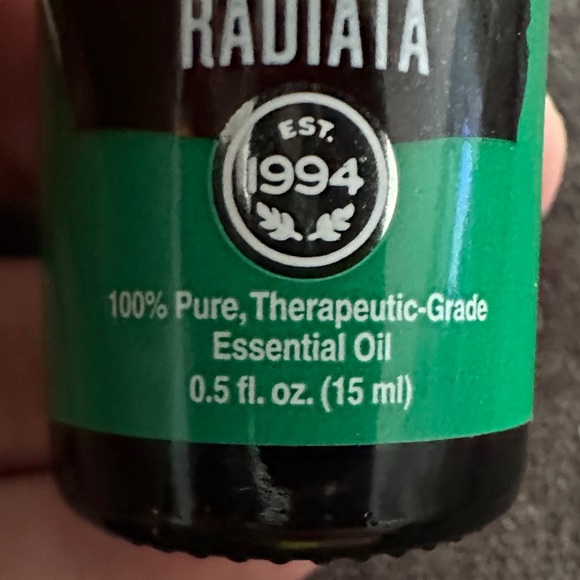 RADIATA
EST.
1994
100% Pure, Therapeutic-Grade
Essential Oil
0.5 fl. oz. (15 ml)